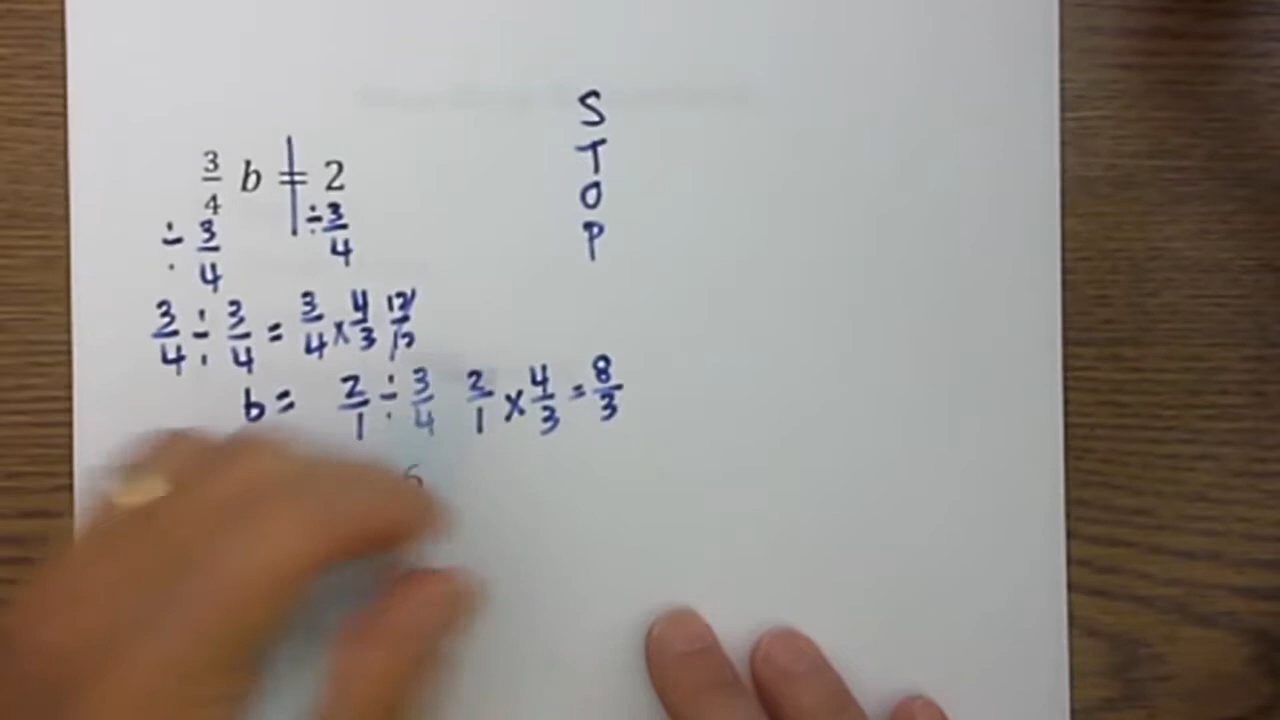 S
T
O
P
3/4 b = 2
÷ 3/4 ÷ 3/4
3/4 ÷ 3/4 = 3/4 × 4/3 12/12
b = 2/1 ÷ 3/4 2/1 × 4/3 = 8/3
6